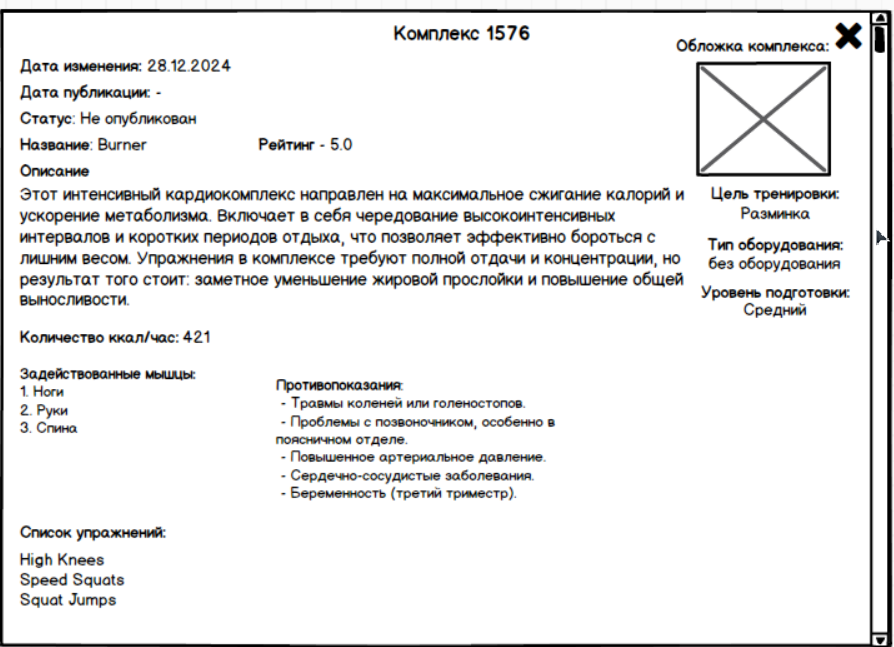 Комплекс 1576
Обложка комплекса:
Дата изменения: 28.12.2024
Дата публикации: -
Статус: Не опубликован
Название: Burner
Рейтинг - 5.0
Описание
Этот интенсивный кардиокомплекс направлен на максимальное сжигание калорий и
ускорение метаболизма. Включает в себя чередование высокоинтенсивных
интервалов и коротких периодов отдыха, что позволяет эффективно бороться с
лишним весом. Упражнения в комплексе требуют полной отдачи и концентрации, но
результат того стоит: заметное уменьшение жировой прослойки и повышение общей
выносливости.
Цель тренировки:
Разминка
Тип оборудования:
без оборудования
Уровень подготовки:
Средний
Количество ккал/час: 421
Задействованные мышцы:
1. Ноги
2. Руки
3. Спина
Противопоказания:
- Травмы коленей или голеностопов.
- Проблемы с позвоночником, особенно в
поясничном отделе.
- Повышенное артериальное давление.
- Сердечно-сосудистые заболевания.
- Беременность (третий триместр).
Список упражнений:
High Knees
Speed Squats
Squat Jumps